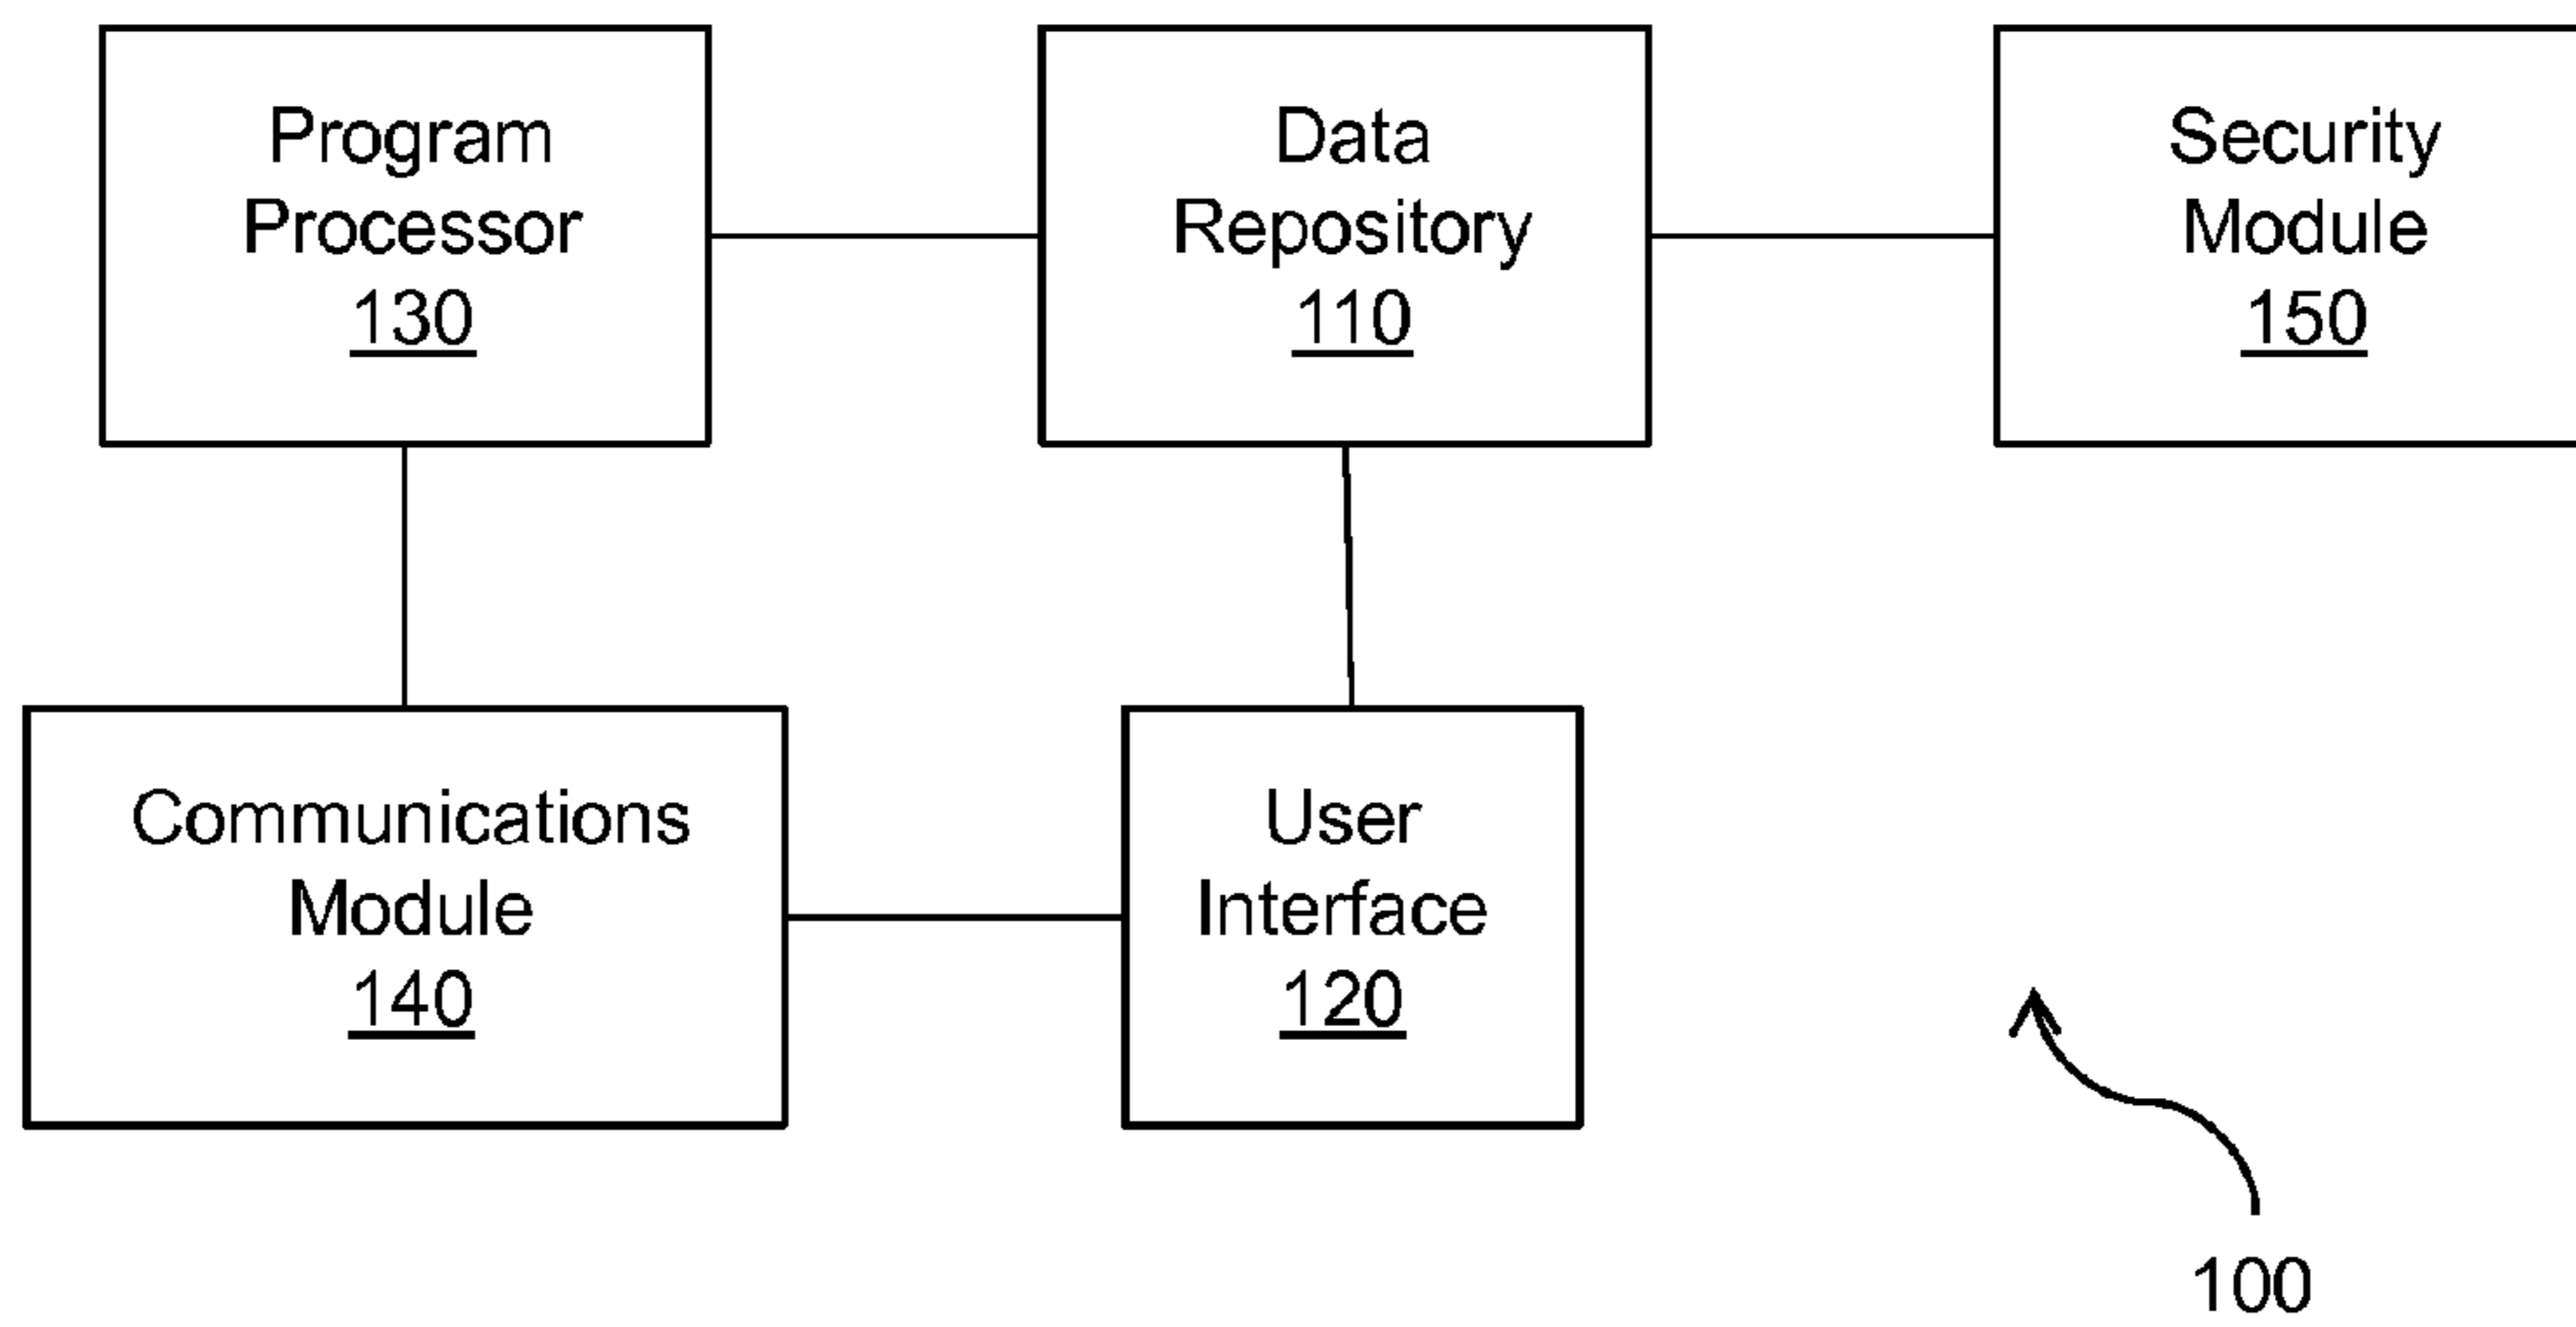 Program
Processor
130
Data
Repository
110
Security
Module
150
Communications
Module
140
User
Interface
120
100